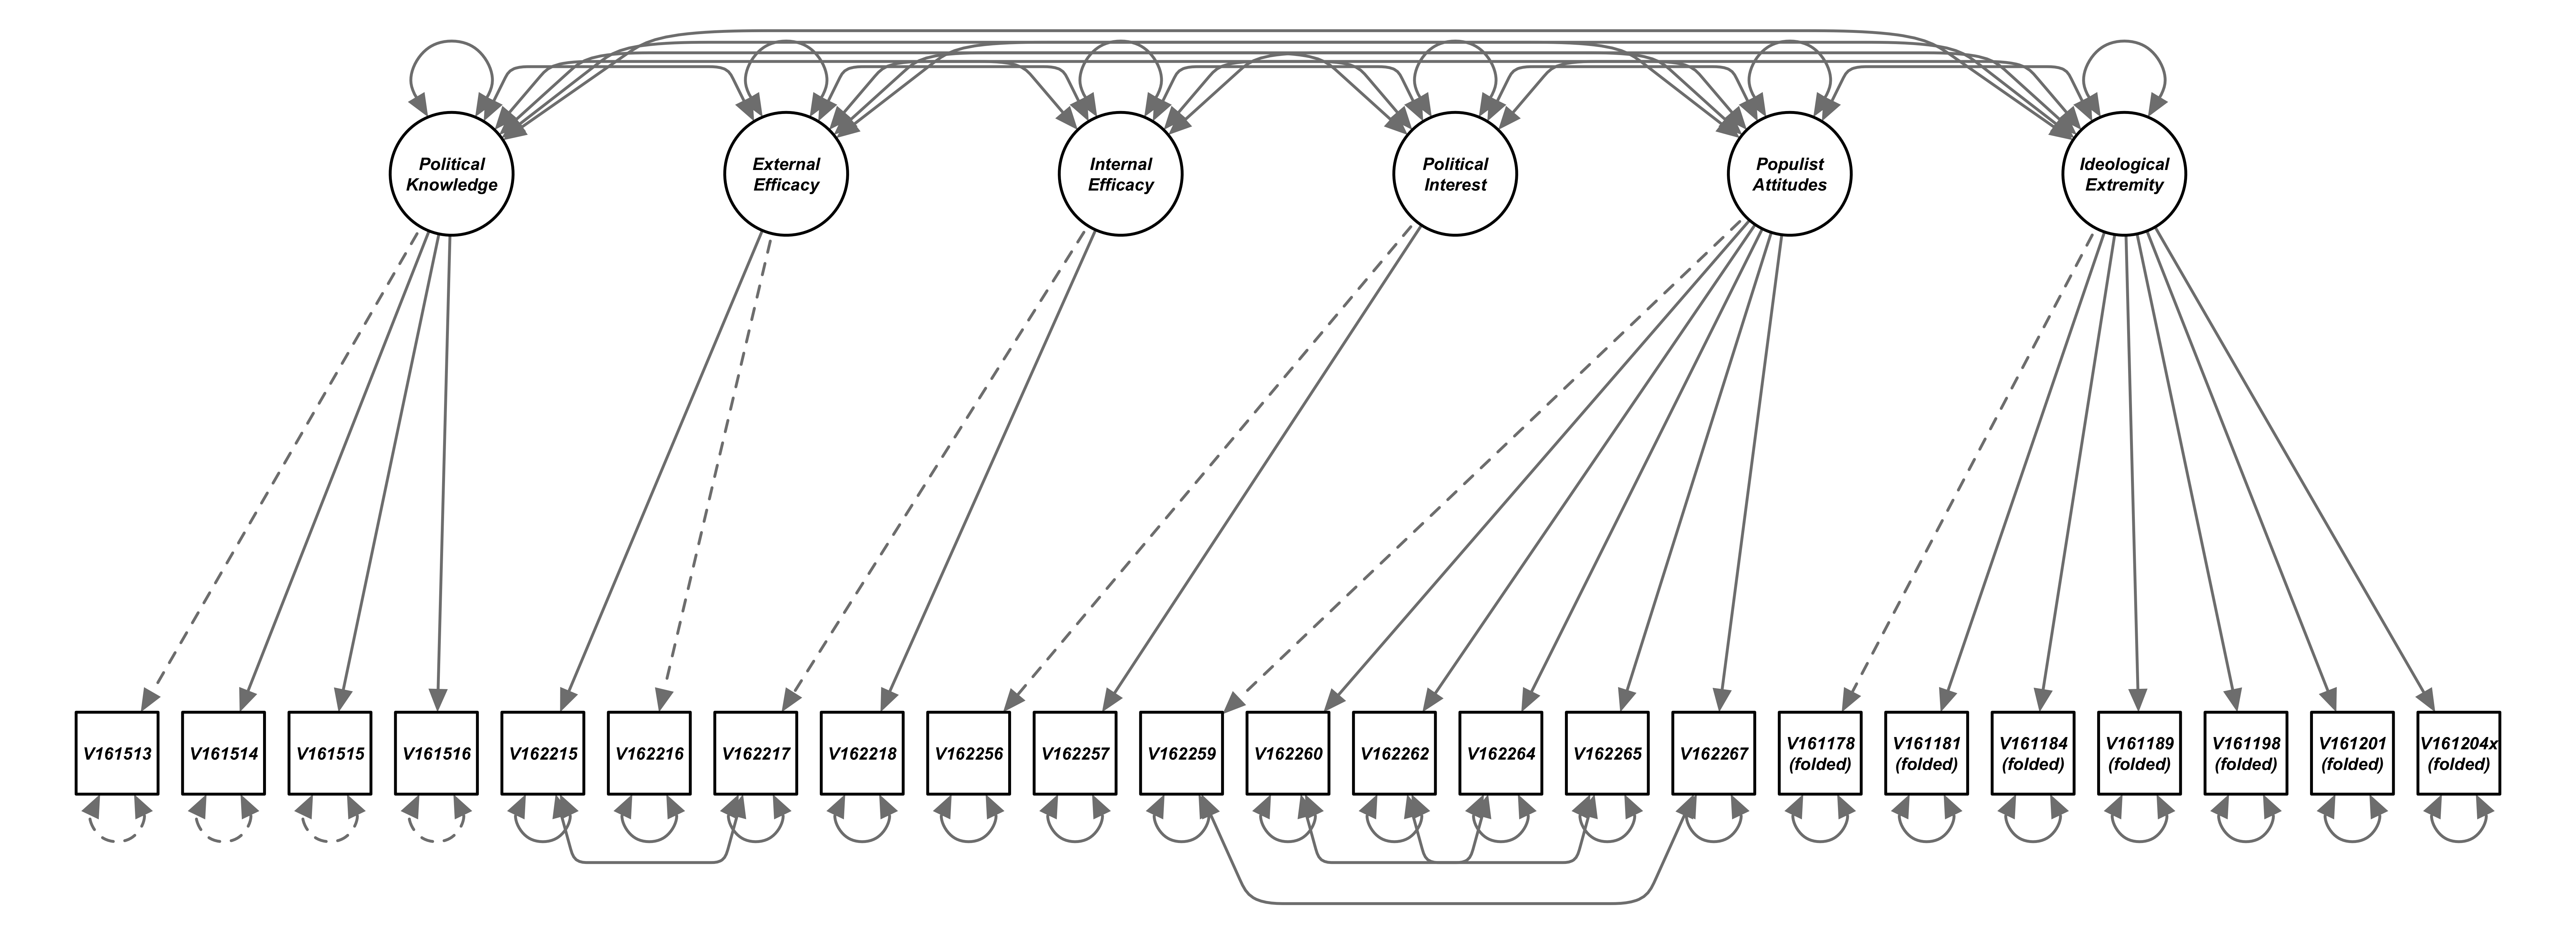 Political
Knowledge
External
Efficacy
Internal
Efficacy
Political
Interest
Populist
Attitudes
Ideological
Extremity
V161513
V161514
V161515
V161516
V162215
V162216
V162217
V162218
V162256
V162257
V162259
V162260
V162262
V162264
V162265
V162267
V161178
(folded)
V161181
(folded)
V161184
(folded)
V161189
(folded)
V161198
(folded)
V161201
(folded)
V161204x
(folded)